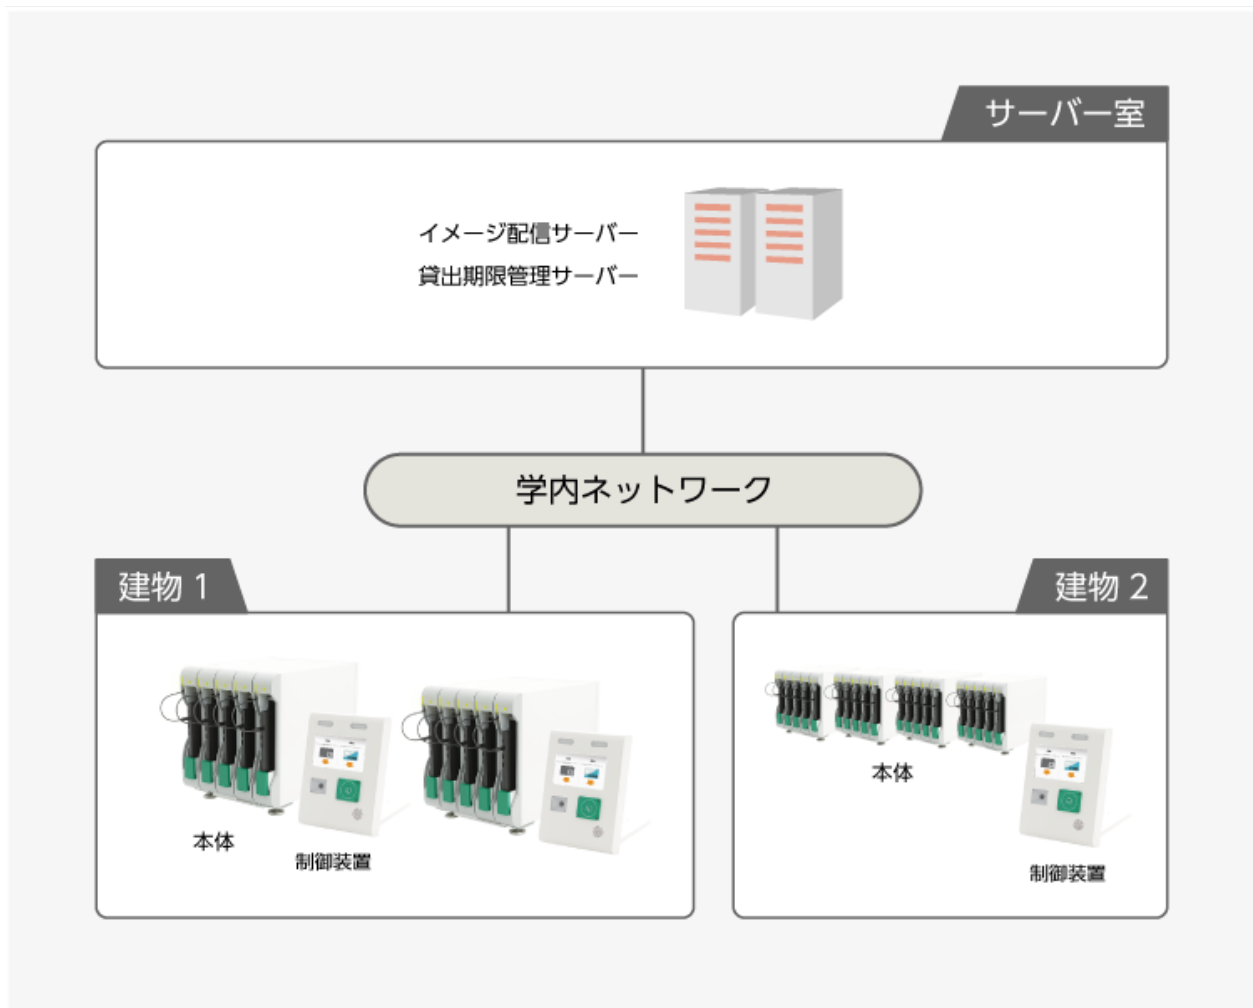 サーバー室
イメージ配信サーバー
貸出期限管理サーバー
学内ネットワーク
建物 1
建物 2
本体
制御装置
本体
制御装置